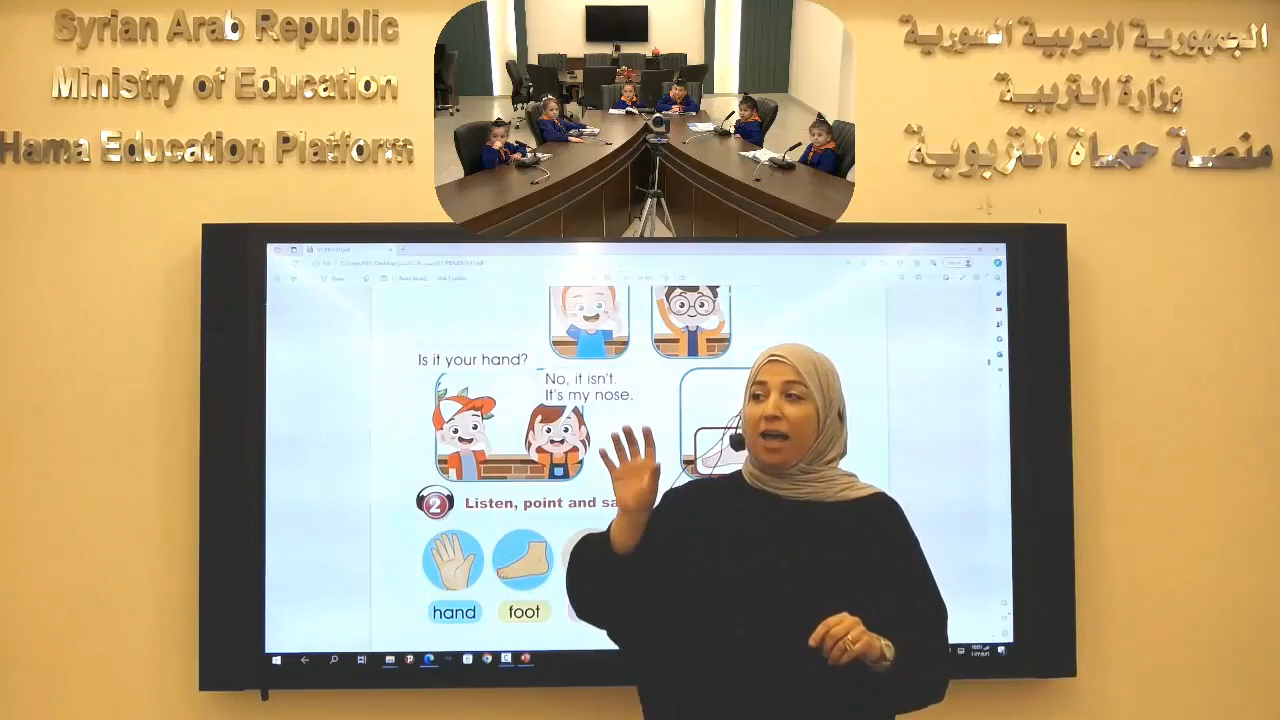 Syrian Arab Republic
Ministry of Education
Hama Education Platform
الجمهورية العربية السورية
وزارة التربية
منصة حماة التربوية
Is it your hand?
No, it isn't.
It's my nose.
2 Listen, point and
hand
foot